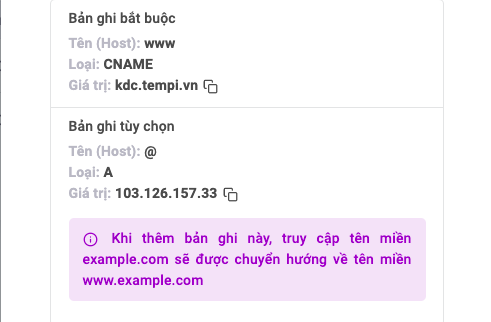 Bản ghi bắt buộc
Tên (Host): www
Loại: CNAME
Giá trị: kdc.tempi.vn
Bản ghi tùy chọn
Tên (Host): @
Loại: A
Giá trị: 103.126.157.33
Khi thêm bản ghi này, truy cập tên miền
example.com sẽ được chuyển hướng về tên miền
www.example.com